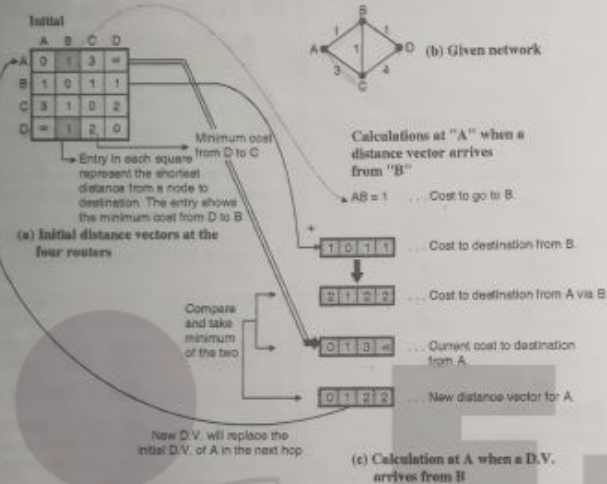 Initial
A B C D
A 0 1 3 ∞
B 1 0 1 1
C 3 1 0 2
D ∞ 1 2 0
Minimum cost
from D to C
Entry in each square
represent the shortest
distance from a node to
destination. The entry shows
the minimum cost from D to B
(a) Initial distance vectors at the
four routers
B
1 1
A 1 D
3 4
C
(b) Given network
Calculations at "A" when a
distance vector arrives
from "B"
AB = 1 ... Cost to go to B.
+
1 0 1 1 ... Cost to destination from B.
2 1 2 2 ... Cost to destination from A via B
Compare
and take
minimum
of the two
0 1 3 ∞ ... Current cost to destination
from A.
0 1 2 2 ... New distance vector for A.
New D.V. will replace the
initial D.V. of A in the next hop
(c) Calculation at A when a D.V.
arrives from B